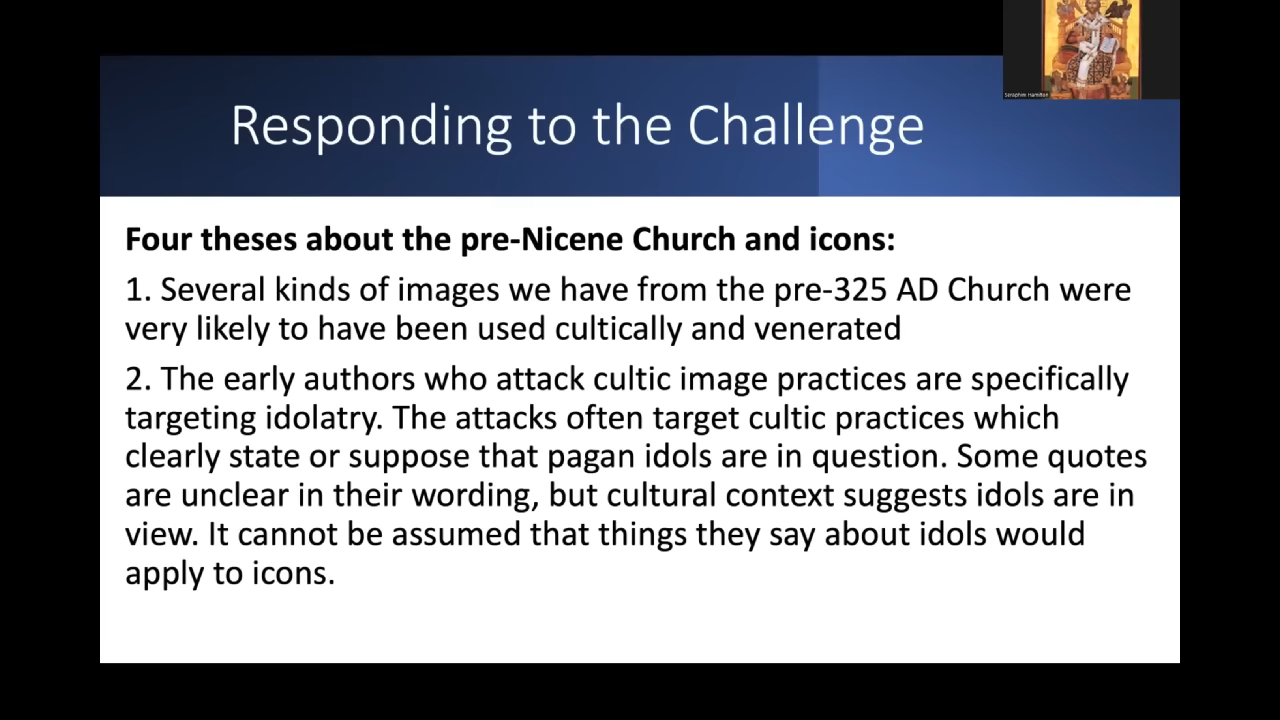 Seraphim Hamilton
Responding to the Challenge
Four theses about the pre-Nicene Church and icons:
1. Several kinds of images we have from the pre-325 AD Church were
very likely to have been used cultically and venerated
2. The early authors who attack cultic image practices are specifically
targeting idolatry. The attacks often target cultic practices which
clearly state or suppose that pagan idols are in question. Some quotes
are unclear in their wording, but cultural context suggests idols are in
view. It cannot be assumed that things they say about idols would
apply to icons.